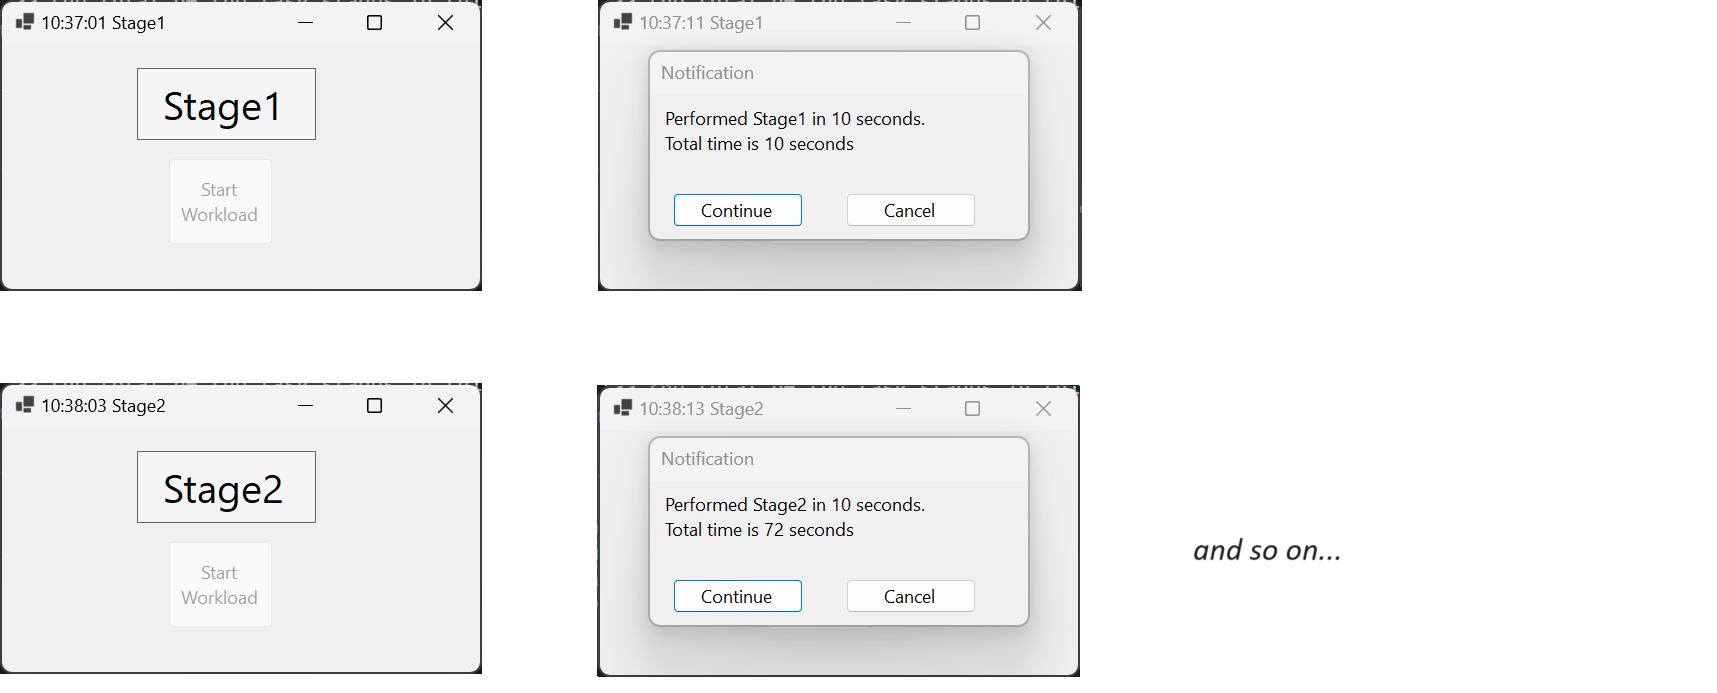 10:37:01 Stage1
Stage1
Start
Workload
10:37:11 Stage1
Notification
Performed Stage1 in 10 seconds.
Total time is 10 seconds
Continue
Cancel
10:38:03 Stage2
Stage2
Start
Workload
10:38:13 Stage2
Notification
Performed Stage2 in 10 seconds.
Total time is 72 seconds
Continue
Cancel
and so on...